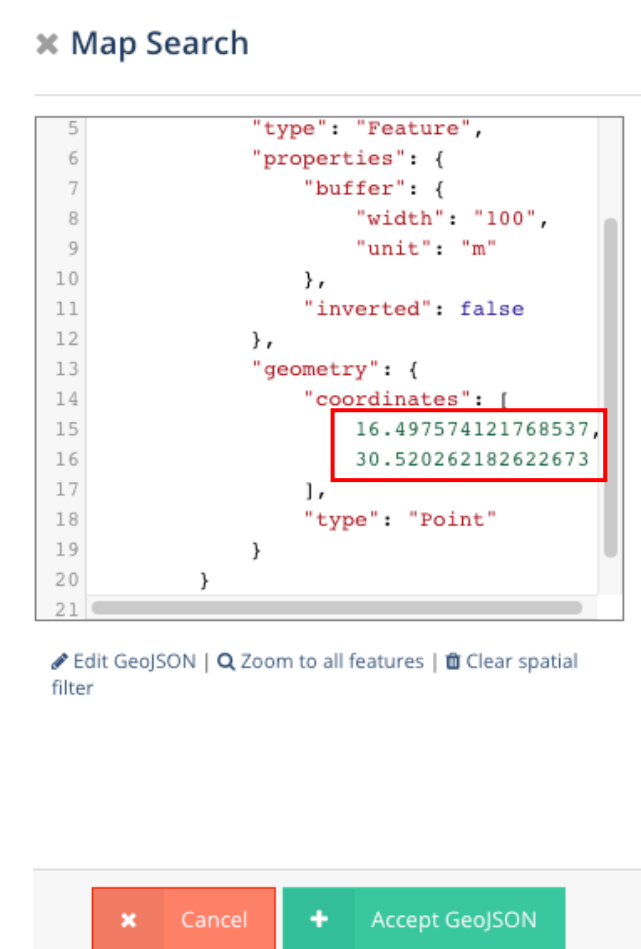 ✖ Map Search
5 "type": "Feature",
6 "properties": {
7 "buffer": {
8 "width": "100",
9 "unit": "m"
10 },
11 "inverted": false
12 },
13 "geometry": {
14 "coordinates": [
15 16.497574121768537,
16 30.520262182622673
17 ],
18 "type": "Point"
19 }
20 }
21
Edit GeoJSON | Zoom to all features | Clear spatial
filter
✖ Cancel + Accept GeoJSON